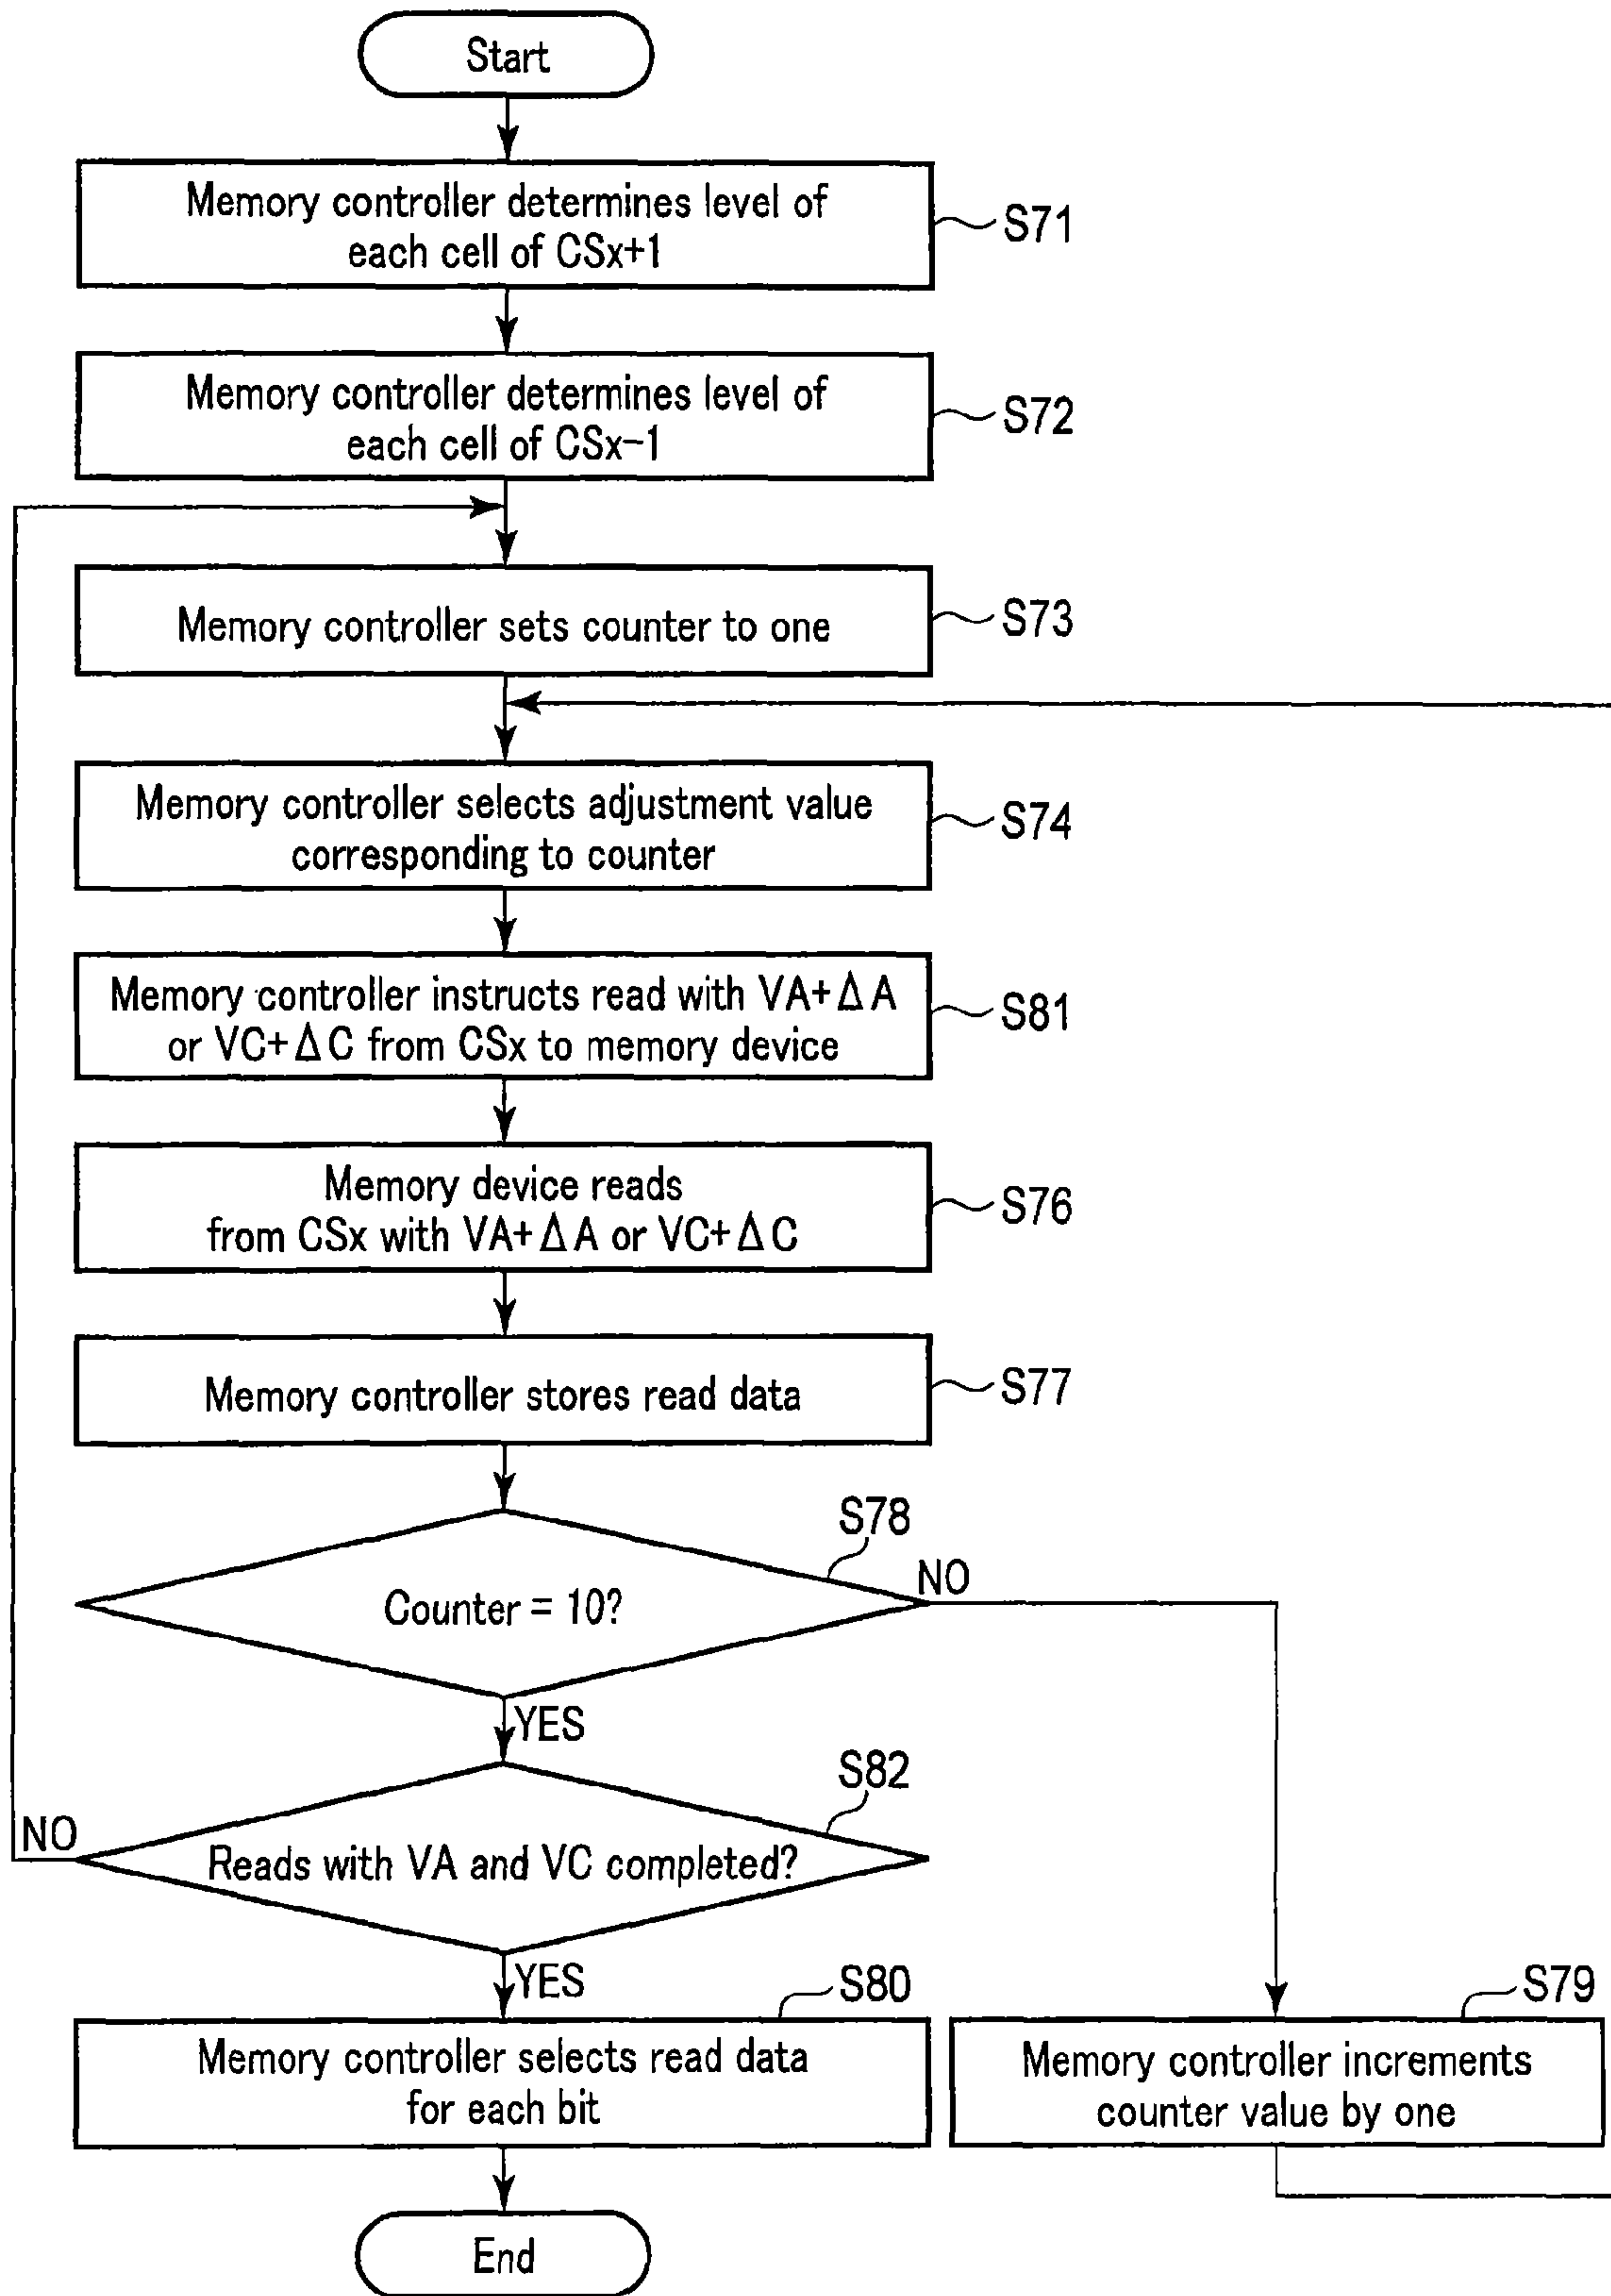 Start
Memory controller determines level of
each cell of CSx+1
S71
Memory controller determines level of
each cell of CSx-1
S72
Memory controller sets counter to one
S73
Memory controller selects adjustment value
corresponding to counter
S74
Memory controller instructs read with VA+ΔA
or VC+ΔC from CSx to memory device
S81
Memory device reads
from CSx with VA+ΔA or VC+ΔC
S76
Memory controller stores read data
S77
S78
Counter = 10?
NO
YES
S82
Reads with VA and VC completed?
NO
YES
S80
Memory controller selects read data
for each bit
S79
Memory controller increments
counter value by one
End